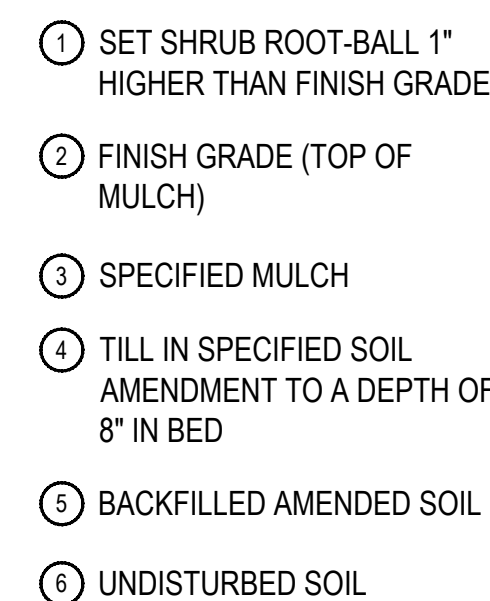 1 SET SHRUB ROOT-BALL 1"
HIGHER THAN FINISH GRADE
2 FINISH GRADE (TOP OF
MULCH)
3 SPECIFIED MULCH
4 TILL IN SPECIFIED SOIL
AMENDMENT TO A DEPTH OF
8" IN BED
5 BACKFILLED AMENDED SOIL
6 UNDISTURBED SOIL